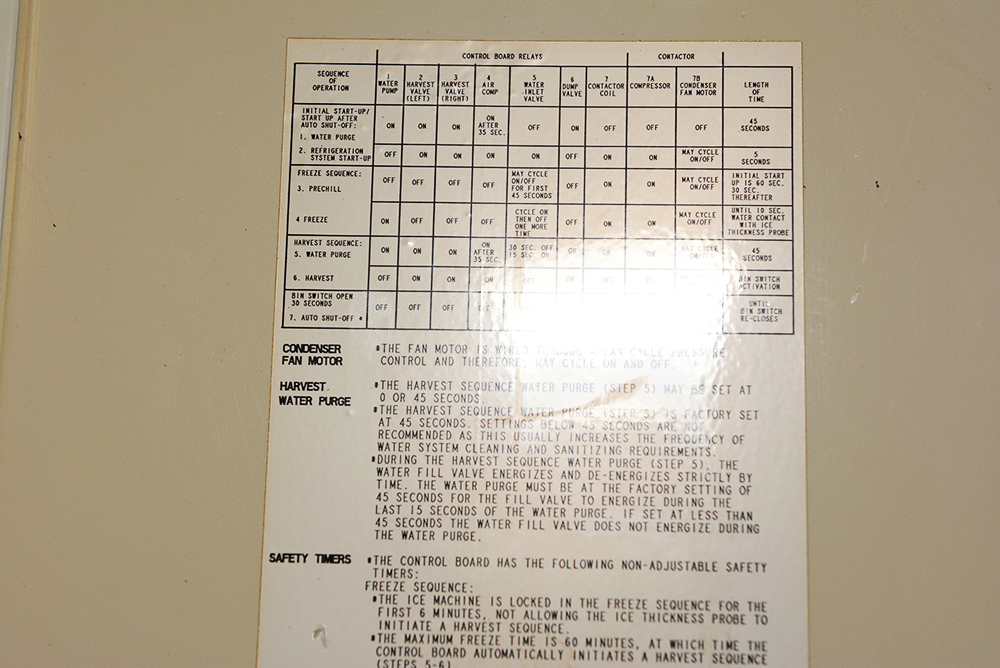 CONTROL BOARD RELAYS CONTACTOR
SEQUENCE OF OPERATION 1 WATER PUMP 2 HARVEST VALVE (LEFT) 3 HARVEST VALVE (RIGHT) 4 AIR COMP 5 WATER INLET VALVE 6 DUMP VALVE 7 CONTACTOR COIL 7A COMPRESSOR 7B CONDENSER FAN MOTOR LENGTH OF TIME
INITIAL START-UP/ START UP AFTER AUTO SHUT-OFF:
1. WATER PURGE ON ON ON ON AFTER 35 SEC. OFF ON OFF OFF OFF 45 SECONDS
2. REFRIGERATION SYSTEM START-UP OFF ON ON ON ON OFF ON ON MAY CYCLE ON/OFF 5 SECONDS
FREEZE SEQUENCE:
3. PRECHILL OFF OFF OFF OFF MAY CYCLE ON/OFF FOR FIRST 45 SECONDS OFF ON ON MAY CYCLE ON/OFF INITIAL START UP IS 60 SEC. 30 SEC. THEREAFTER
4 FREEZE ON OFF OFF OFF CYCLE ON THEN OFF ONE MORE TIME OFF ON ON MAY CYCLE ON/OFF UNTIL 10 SEC. WATER CONTACT WITH ICE THICKNESS PROBE
HARVEST SEQUENCE:
5. WATER PURGE ON ON ON ON AFTER 35 SEC. 30 SEC. OFF 15 SEC. ON ON ON ON MAY CYCLE ON/OFF 45 SECONDS
6. HARVEST OFF ON ON ON OFF BIN SWITCH ACTIVATION
BIN SWITCH OPEN 30 SECONDS
7. AUTO SHUT-OFF * OFF OFF OFF OFF UNTIL BIN SWITCH RE-CLOSES
CONDENSER FAN MOTOR
*THE FAN MOTOR IS WIRED THROUGH A FAN CYCLE PRESSURE
CONTROL AND THEREFORE, MAY CYCLE ON AND OFF.
HARVEST WATER PURGE
*THE HARVEST SEQUENCE WATER PURGE (STEP 5) MAY BE SET AT
0 OR 45 SECONDS.
*THE HARVEST SEQUENCE WATER PURGE (STEP 5) IS FACTORY SET
AT 45 SECONDS. SETTINGS BELOW 45 SECONDS ARE NOT
RECOMMENDED AS THIS USUALLY INCREASES THE FREQUENCY OF
WATER SYSTEM CLEANING AND SANITIZING REQUIREMENTS.
*DURING THE HARVEST SEQUENCE WATER PURGE (STEP 5), THE
WATER FILL VALVE ENERGIZES AND DE-ENERGIZES STRICTLY BY
TIME. THE WATER PURGE MUST BE AT THE FACTORY SETTING OF
45 SECONDS FOR THE FILL VALVE TO ENERGIZE DURING THE
LAST 15 SECONDS OF THE WATER PURGE. IF SET AT LESS THAN
45 SECONDS THE WATER FILL VALVE DOES NOT ENERGIZE DURING
THE WATER PURGE.
SAFETY TIMERS
*THE CONTROL BOARD HAS THE FOLLOWING NON-ADJUSTABLE SAFETY
TIMERS:
FREEZE SEQUENCE:
*THE ICE MACHINE IS LOCKED IN THE FREEZE SEQUENCE FOR THE
FIRST 6 MINUTES, NOT ALLOWING THE ICE THICKNESS PROBE TO
INITIATE A HARVEST SEQUENCE.
*THE MAXIMUM FREEZE TIME IS 60 MINUTES, AT WHICH TIME THE
CONTROL BOARD AUTOMATICALLY INITIATES A HARVEST SEQUENCE
(STEPS 5-6)